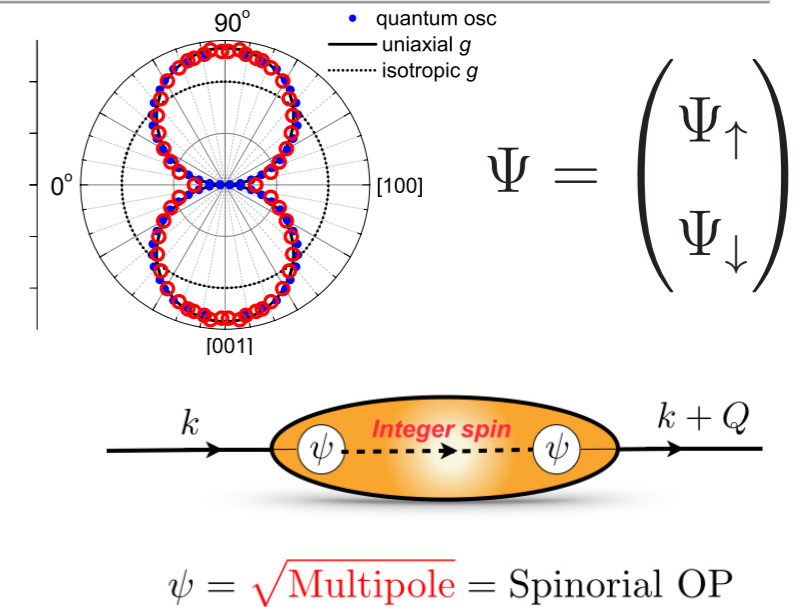 90°
quantum osc
uniaxial g
isotropic g
0°
[100]
[001]
Ψ = (Ψ↑ Ψ↓)
k
ψ
Integer spin
ψ
k + Q
ψ = √Multipole = Spinorial OP